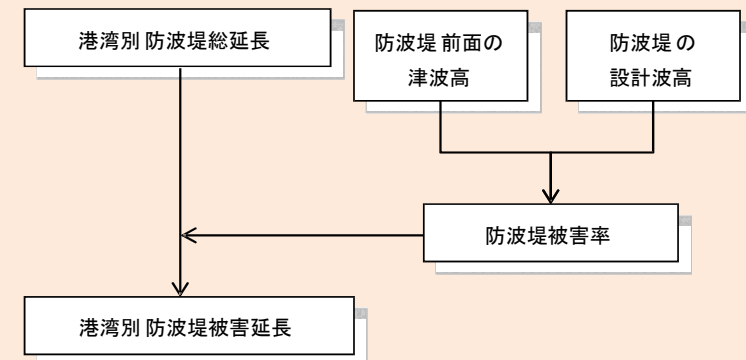 港湾別防波堤総延長
防波堤前面の
津波高
防波堤の
設計波高
防波堤被害率
港湾別防波堤被害延長